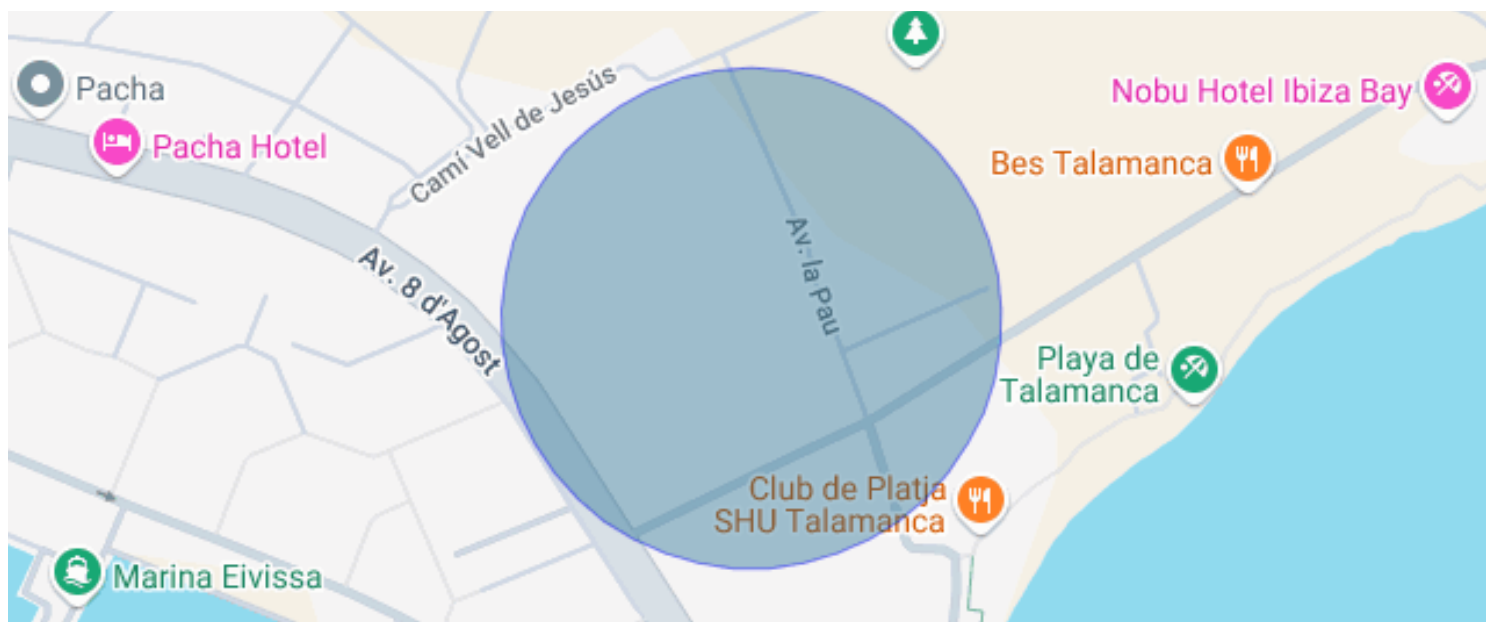 Pacha
Pacha Hotel
Camí Vell de Jesús
Nobu Hotel Ibiza Bay
Bes Talamanca
Av. 8 d'Agost
Av. la Pau
Playa de
Talamanca
Club de Platja
SHU Talamanca
Marina Eivissa